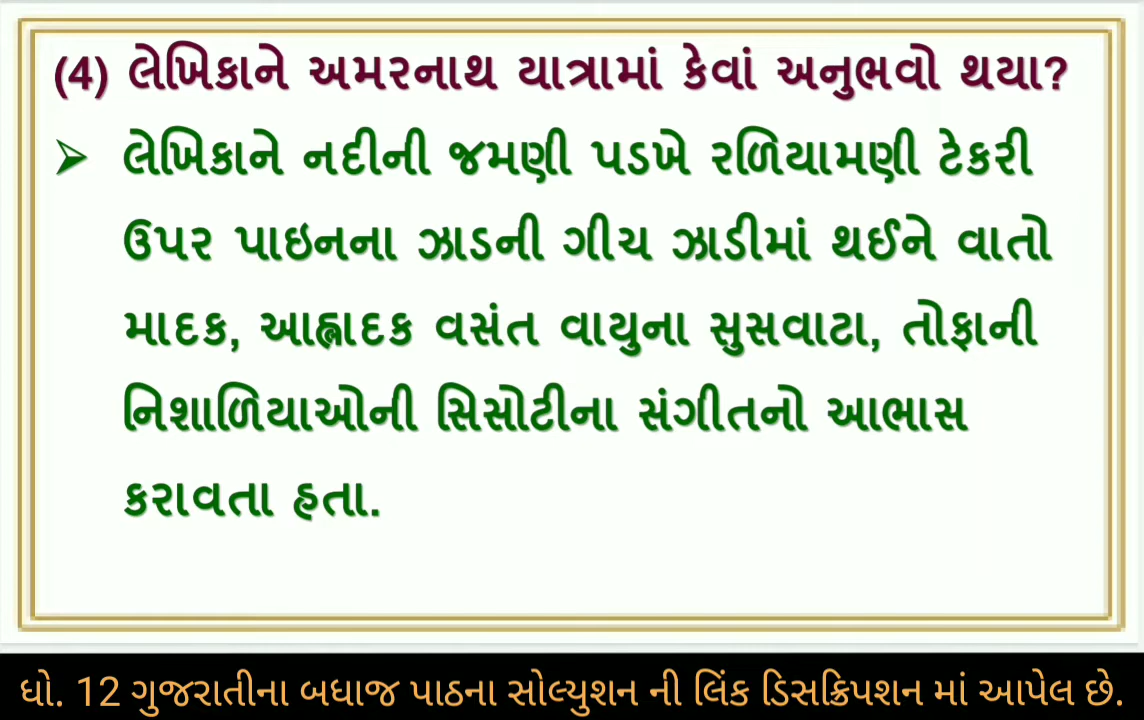 (4) લેખિકાને અમરનાથ યાત્રામાં કેવાં અનુભવો થયા?
➢ લેખિકાને નદીની જમણી પડખે રળિયામણી ટેકરી
ઉપર પાઇનના ઝાડની ગીચ ઝાડીમાં થઈને વાતો
માદક, આહ્લાદક વસંત વાયુના સુસવાટા, તોફાની
નિશાળિયાઓની સિસોટીના સંગીતનો આભાસ
કરાવતા હતા.
ધો. 12 ગુજરાતીના બધાજ પાઠના સોલ્યુશન ની લિંક ડિસક્રિપશન માં આપેલ છે.